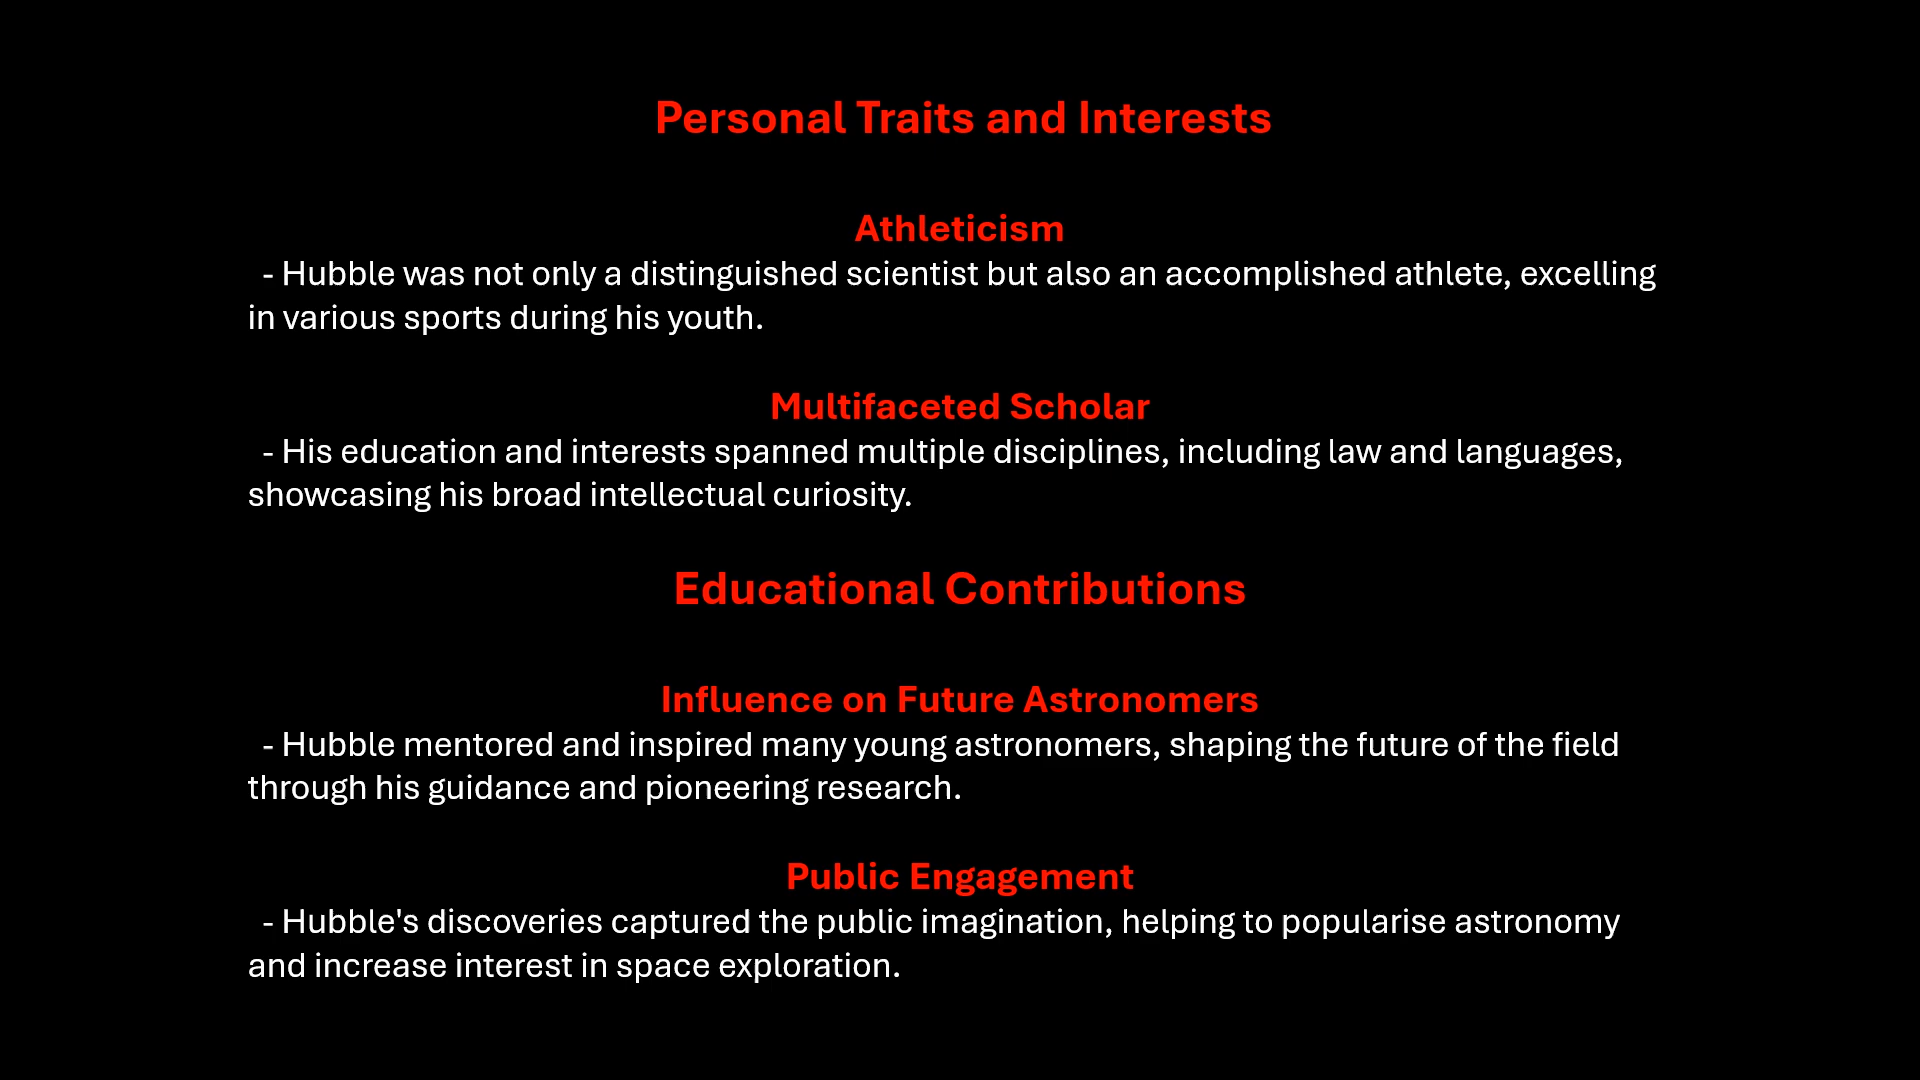 Personal Traits and Interests
Athleticism
- Hubble was not only a distinguished scientist but also an accomplished athlete, excelling
in various sports during his youth.
Multifaceted Scholar
- His education and interests spanned multiple disciplines, including law and languages,
showcasing his broad intellectual curiosity.
Educational Contributions
Influence on Future Astronomers
- Hubble mentored and inspired many young astronomers, shaping the future of the field
through his guidance and pioneering research.
Public Engagement
- Hubble's discoveries captured the public imagination, helping to popularise astronomy
and increase interest in space exploration.